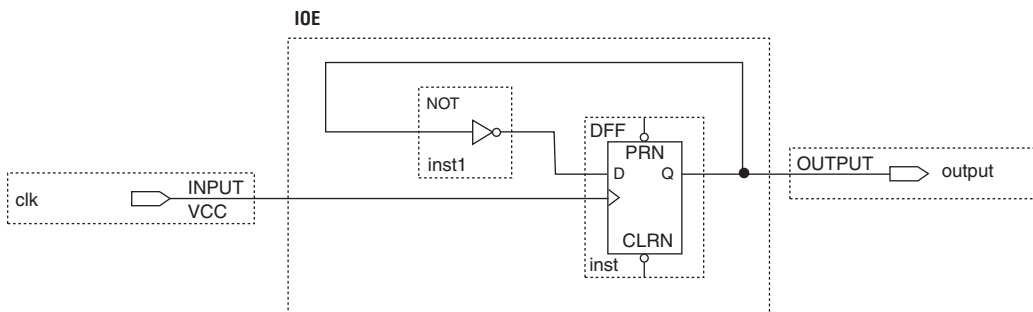 IOE
NOT
inst1
DFF
PRN
D
Q
CLRN
inst
clk
INPUT
VCC
OUTPUT
output